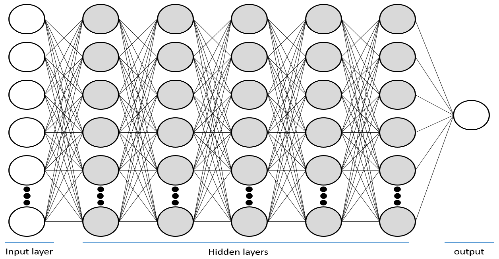 Input layer
Hidden layers
output